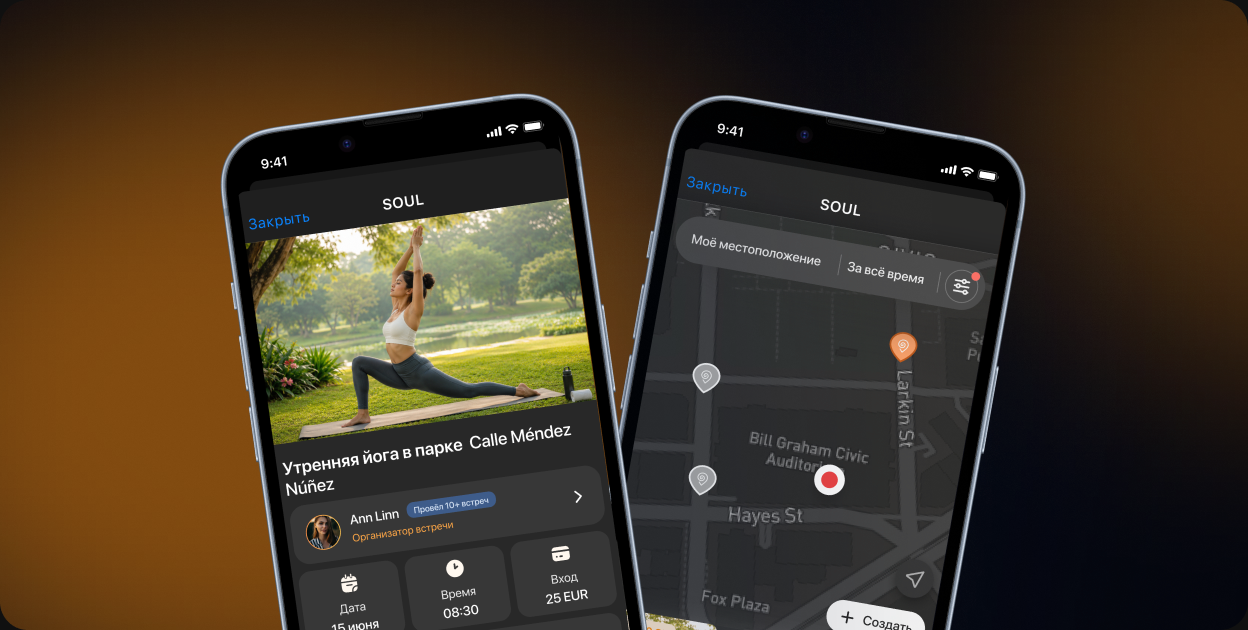 9:41
Закрыть
SOUL
Утренняя йога в парке Calle Méndez
Núñez
Ann Linn
Провёл 10+ встреч
Организатор встречи
Дата
15 июня
Время
08:30
Вход
25 EUR
9:41
Закрыть
SOUL
Моё местоположение
За всё время
Larkin St
Bill Graham Civic
Hayes St
Fox Plaza
+ Создать